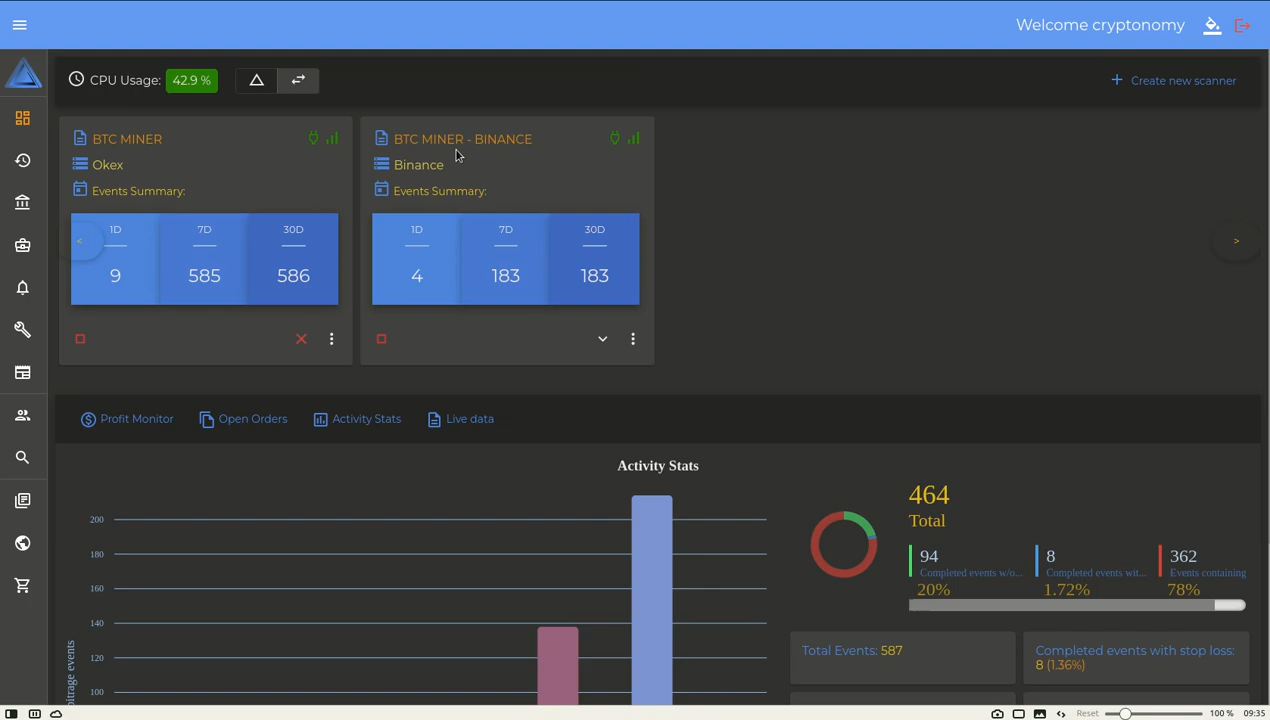 Welcome cryptonomy
CPU Usage: 42.9 %
Create new scanner
BTC MINER
Okex
Events Summary:
1D 7D 30D
9 585 586
BTC MINER - BINANCE
Binance
Events Summary:
1D 7D 30D
4 183 183
<
>
Profit Monitor Open Orders Activity Stats Live data
Activity Stats
200
180
160
140
120
100
bitrage events
464
Total
94
Completed events w/o...
20%
8
Completed events wit...
1.72%
362
Events containing
78%
Total Events: 587
Completed events with stop loss:
8 (1.36%)
Reset 100 % 09:35